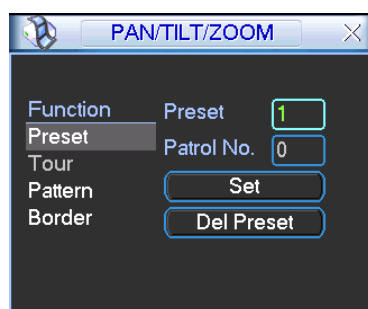 PAN/TILT/ZOOM
Function
Preset
Tour
Pattern
Border
Preset 1
Patrol No. 0
Set
Del Preset